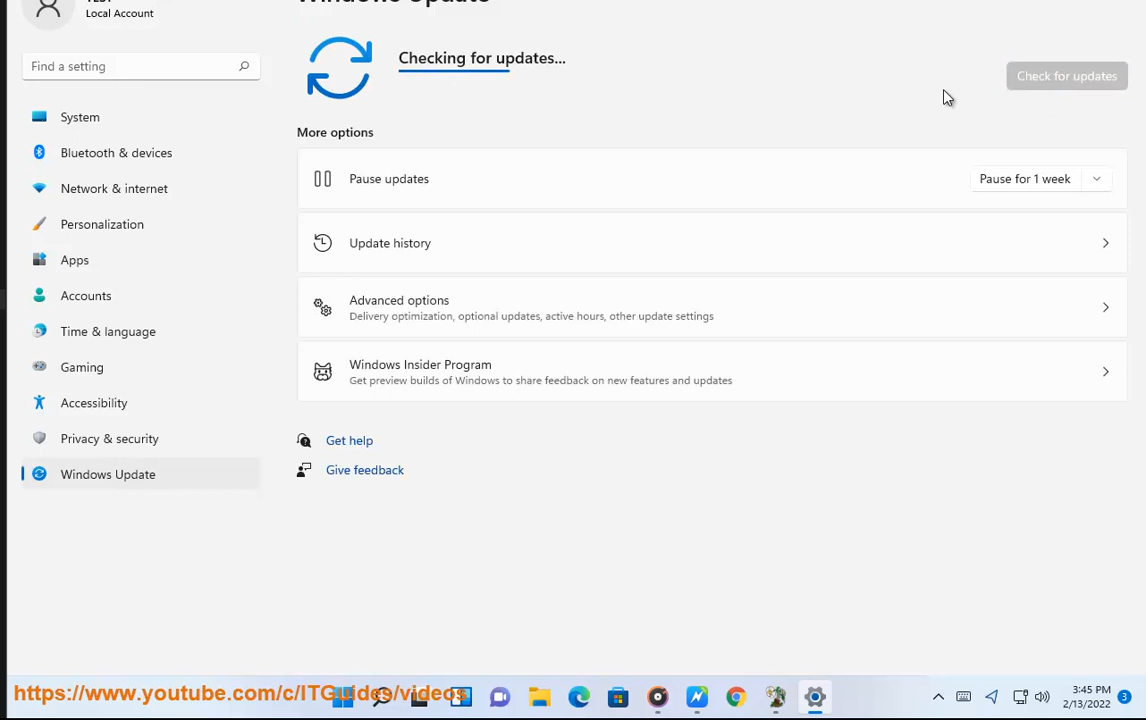 Windows Update
Local Account
Find a setting
Checking for updates...
Check for updates
System
Bluetooth & devices
Network & internet
Personalization
Apps
Accounts
Time & language
Gaming
Accessibility
Privacy & security
Windows Update
More options
Pause updates
Pause for 1 week
Update history
Advanced options
Delivery optimization, optional updates, active hours, other update settings
Windows Insider Program
Get preview builds of Windows to share feedback on new features and updates
Get help
Give feedback
https://www.youtube.com/c/ITGuides/videos
3:45 PM
2/13/2022
3